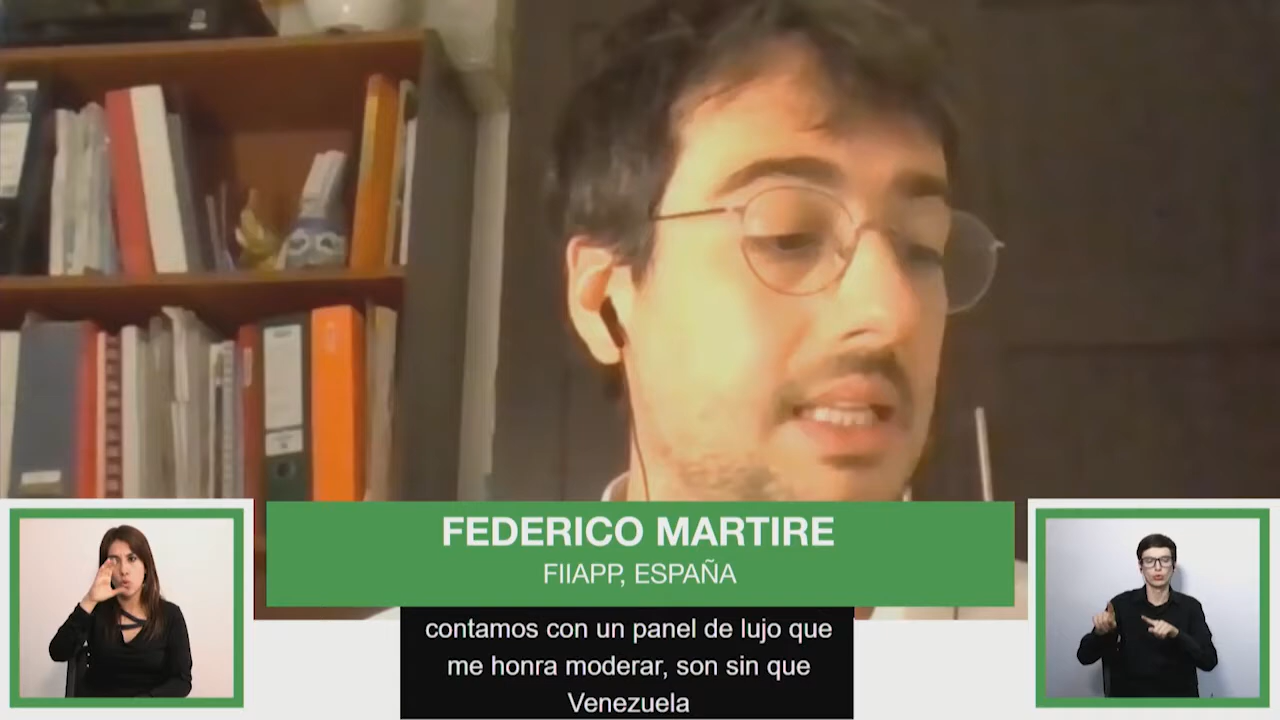 FEDERICO MARTIRE
FIIAPP, ESPAÑA
contamos con un panel de lujo que
me honra moderar, son sin que
Venezuela